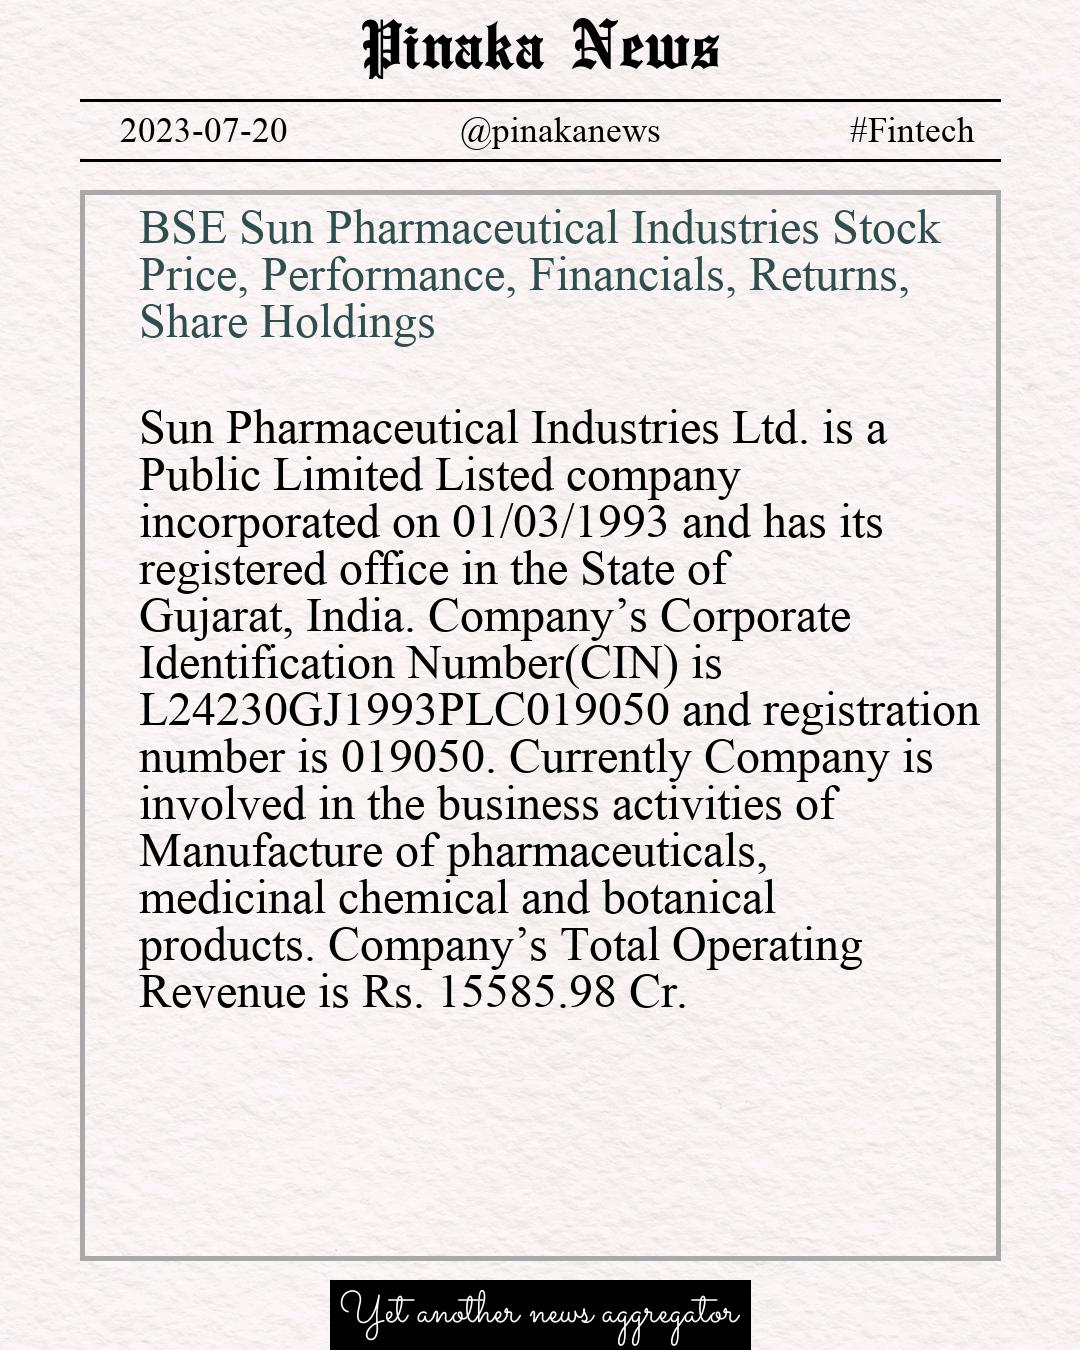 Pinaka News
2023-07-20 @pinakanews #Fintech
BSE Sun Pharmaceutical Industries Stock
Price, Performance, Financials, Returns,
Share Holdings
Sun Pharmaceutical Industries Ltd. is a
Public Limited Listed company
incorporated on 01/03/1993 and has its
registered office in the State of
Gujarat, India. Company’s Corporate
Identification Number(CIN) is
L24230GJ1993PLC019050 and registration
number is 019050. Currently Company is
involved in the business activities of
Manufacture of pharmaceuticals,
medicinal chemical and botanical
products. Company’s Total Operating
Revenue is Rs. 15585.98 Cr.
Yet another news aggregator